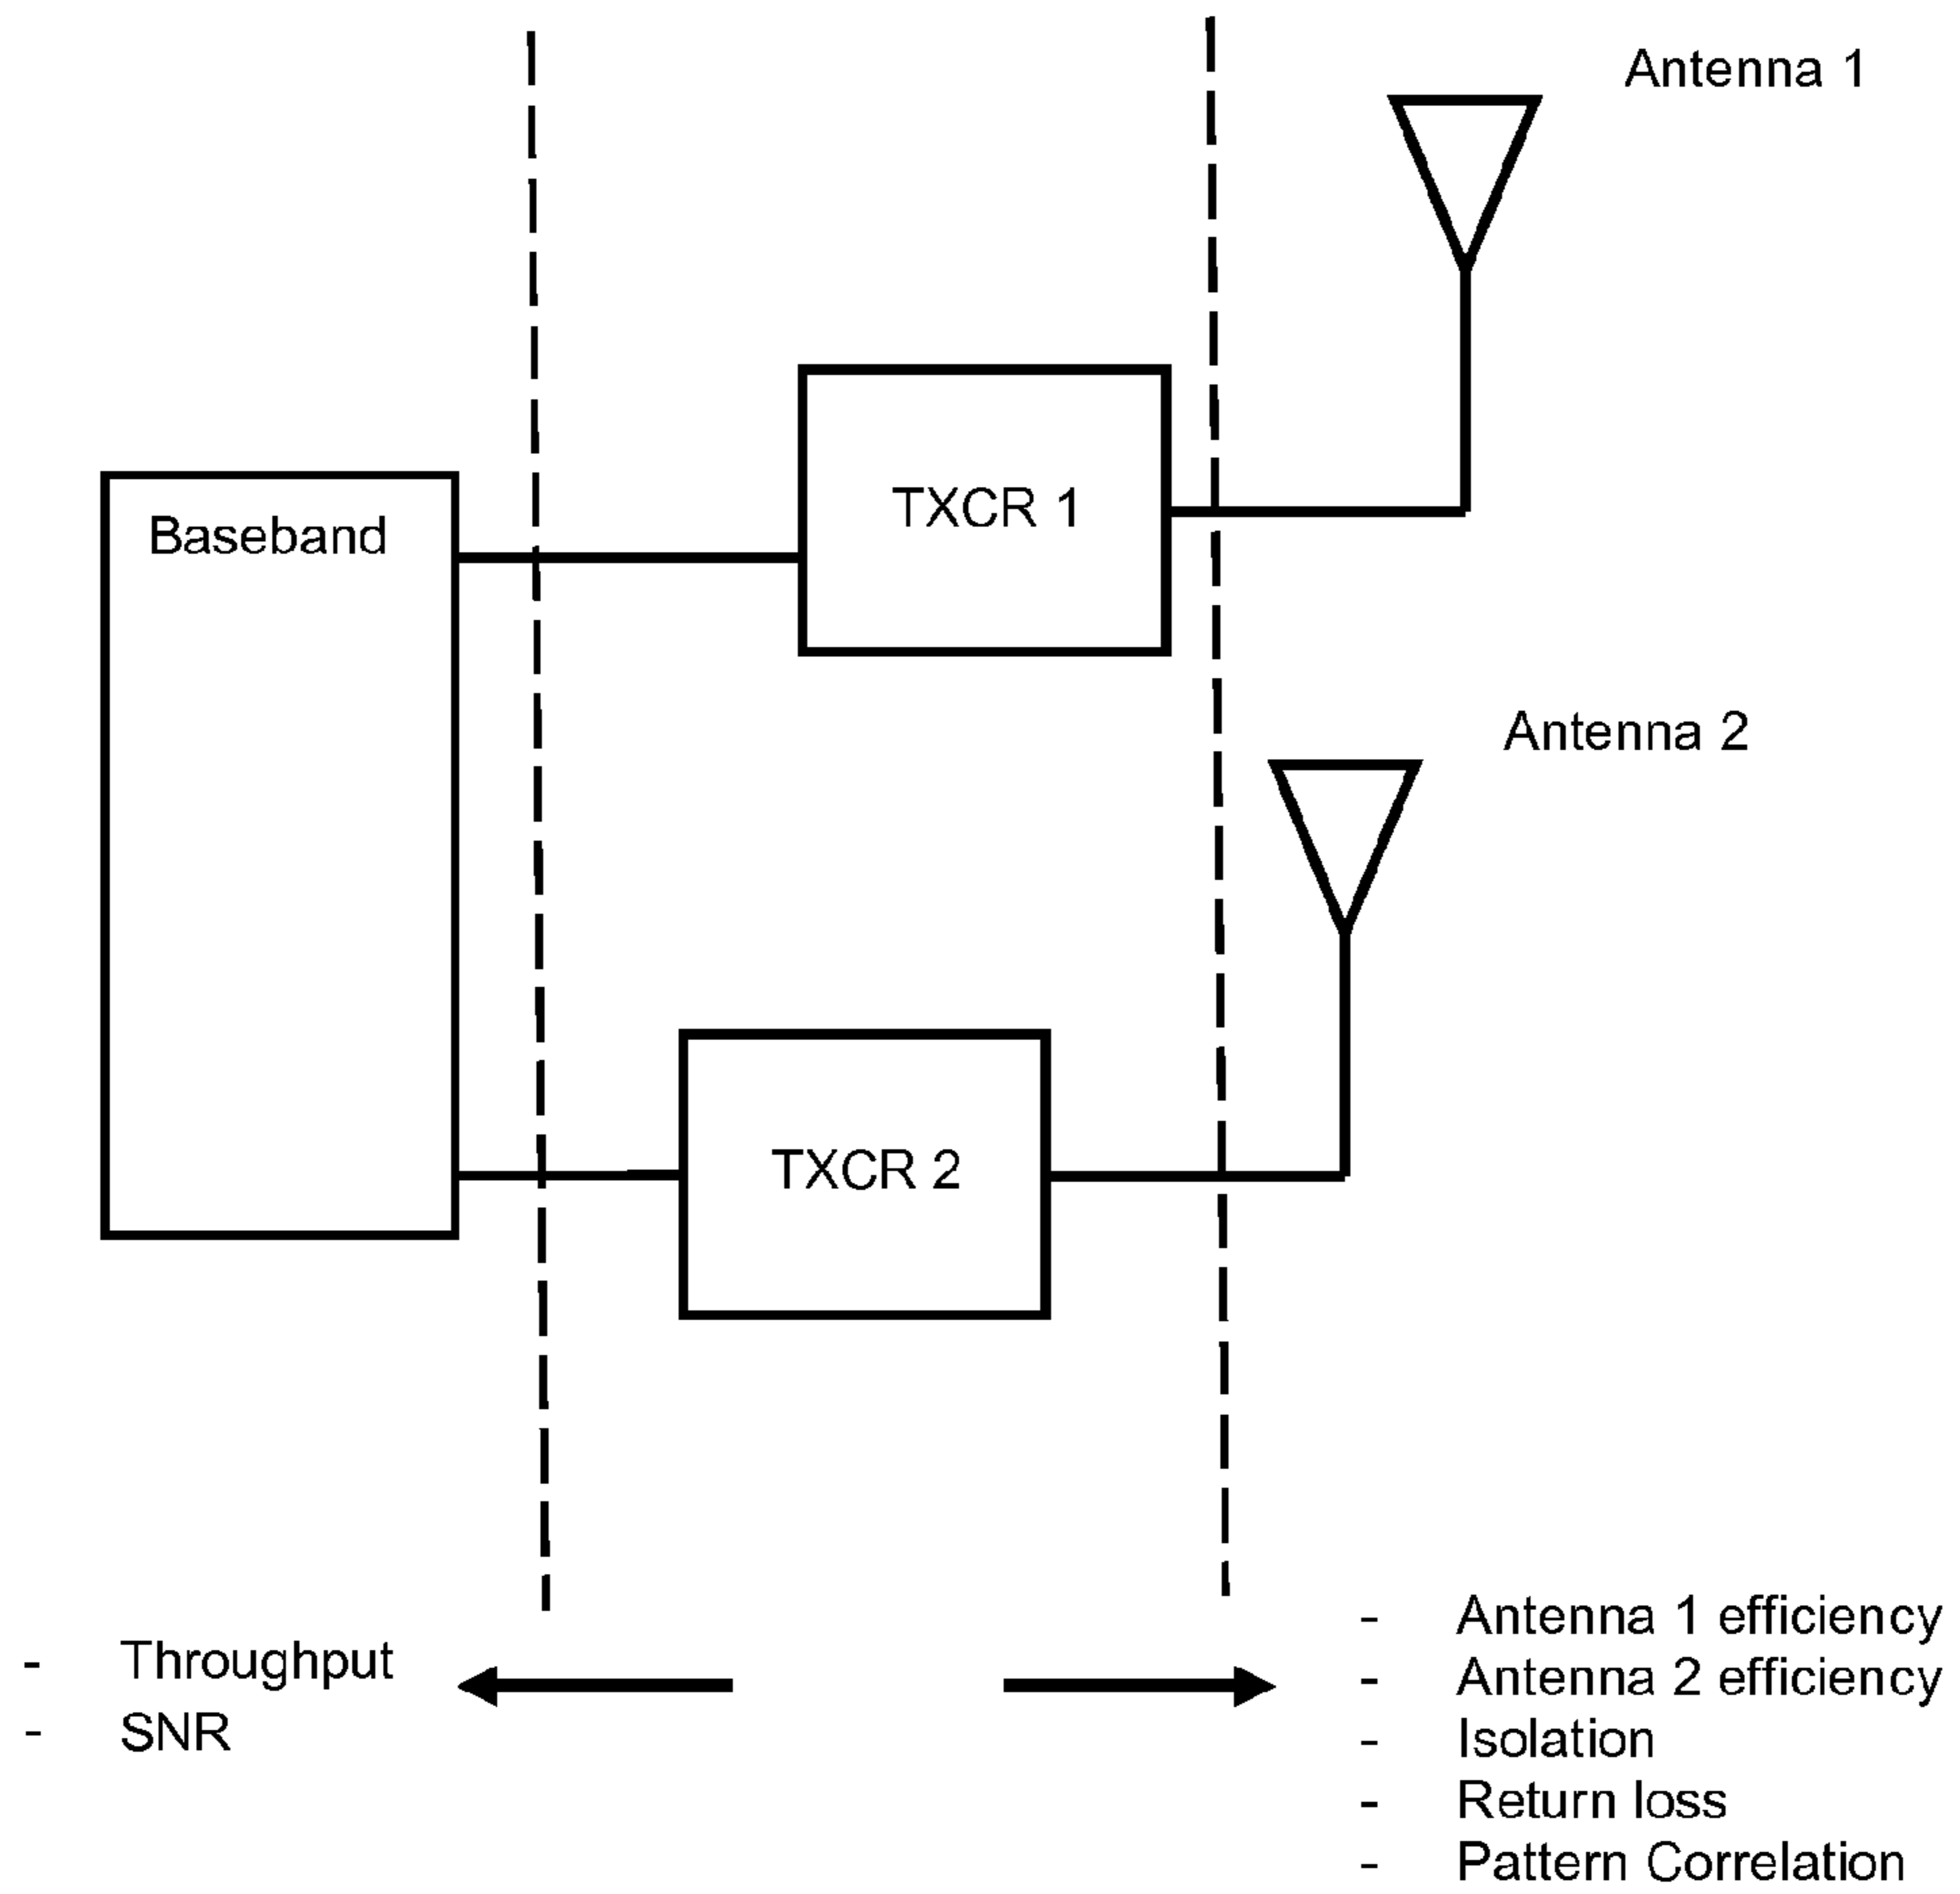 Antenna 1
TXCR 1
Baseband
Antenna 2
TXCR 2
- Throughput
- SNR
- Antenna 1 efficiency
- Antenna 2 efficiency
- Isolation
- Return loss
- Pattern Correlation